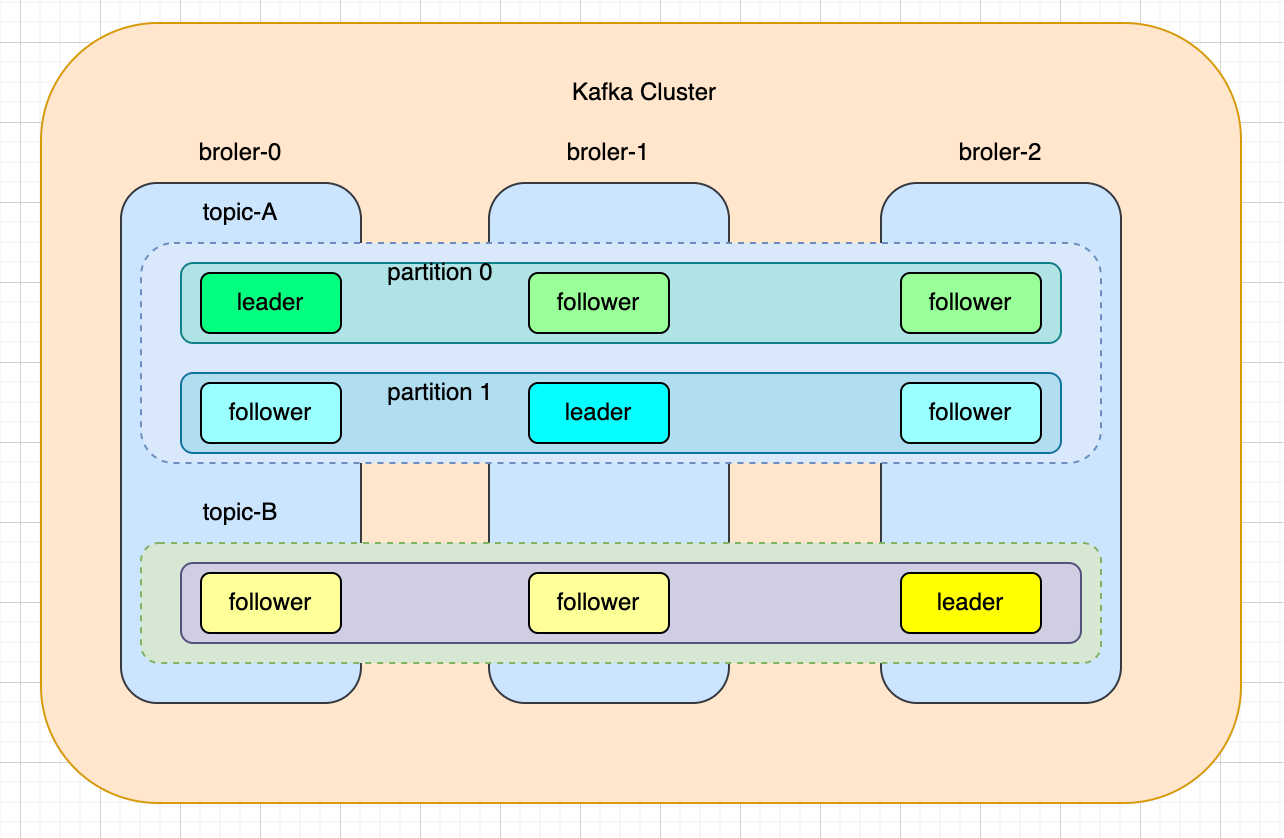 Kafka Cluster
broler-0
broler-1
broler-2
topic-A
partition 0
leader
follower
follower
partition 1
follower
leader
follower
topic-B
follower
follower
leader